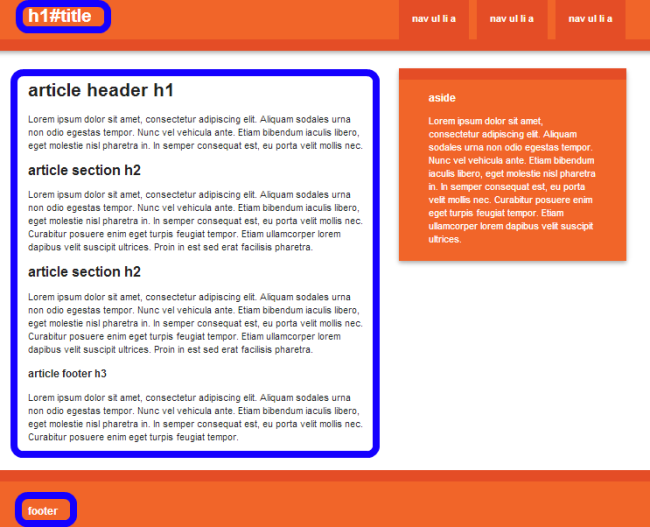 h1#title
nav ul li a
nav ul li a
nav ul li a
article header h1
Lorem ipsum dolor sit amet, consectetur adipiscing elit. Aliquam sodales urna
non odio egestas tempor. Nunc vel vehicula ante. Etiam bibendum iaculis libero,
eget molestie nisl pharetra in. In semper consequat est, eu porta velit mollis nec.
article section h2
Lorem ipsum dolor sit amet, consectetur adipiscing elit. Aliquam sodales urna
non odio egestas tempor. Nunc vel vehicula ante. Etiam bibendum iaculis libero,
eget molestie nisl pharetra in. In semper consequat est, eu porta velit mollis nec.
Curabitur posuere enim eget turpis feugiat tempor. Etiam ullamcorper lorem
dapibus velit suscipit ultrices. Proin in est sed erat facilisis pharetra.
article section h2
Lorem ipsum dolor sit amet, consectetur adipiscing elit. Aliquam sodales urna
non odio egestas tempor. Nunc vel vehicula ante. Etiam bibendum iaculis libero,
eget molestie nisl pharetra in. In semper consequat est, eu porta velit mollis nec.
Curabitur posuere enim eget turpis feugiat tempor. Etiam ullamcorper lorem
dapibus velit suscipit ultrices. Proin in est sed erat facilisis pharetra.
article footer h3
Lorem ipsum dolor sit amet, consectetur adipiscing elit. Aliquam sodales urna
non odio egestas tempor. Nunc vel vehicula ante. Etiam bibendum iaculis libero,
eget molestie nisl pharetra in. In semper consequat est, eu porta velit mollis nec.
Curabitur posuere enim eget turpis feugiat tempor.
aside
Lorem ipsum dolor sit amet,
consectetur adipiscing elit. Aliquam
sodales urna non odio egestas tempor.
Nunc vel vehicula ante. Etiam bibendum
iaculis libero, eget molestie nisl pharetra
in. In semper consequat est, eu porta
velit mollis nec. Curabitur posuere enim
eget turpis feugiat tempor. Etiam
ullamcorper lorem dapibus velit suscipit
ultrices.
footer